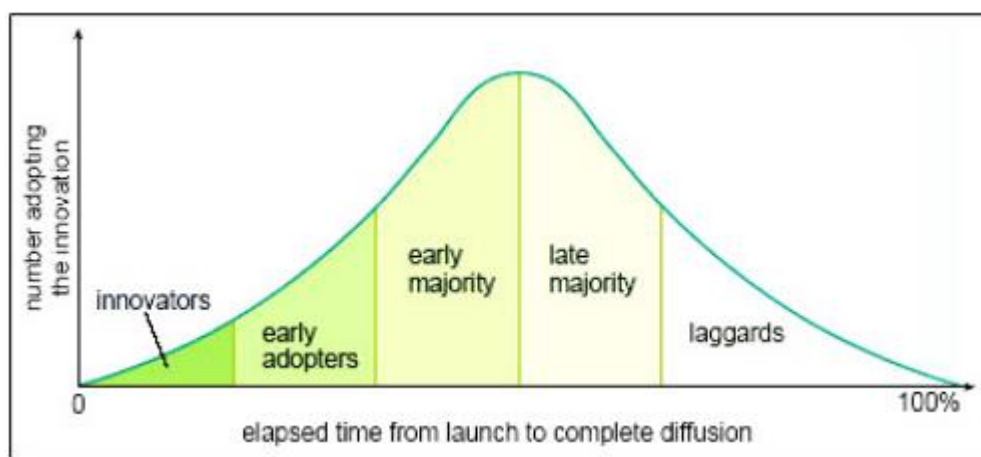 number adopting
the innovation
innovators
early
adopters
early
majority
late
majority
laggards
0
100%
elapsed time from launch to complete diffusion